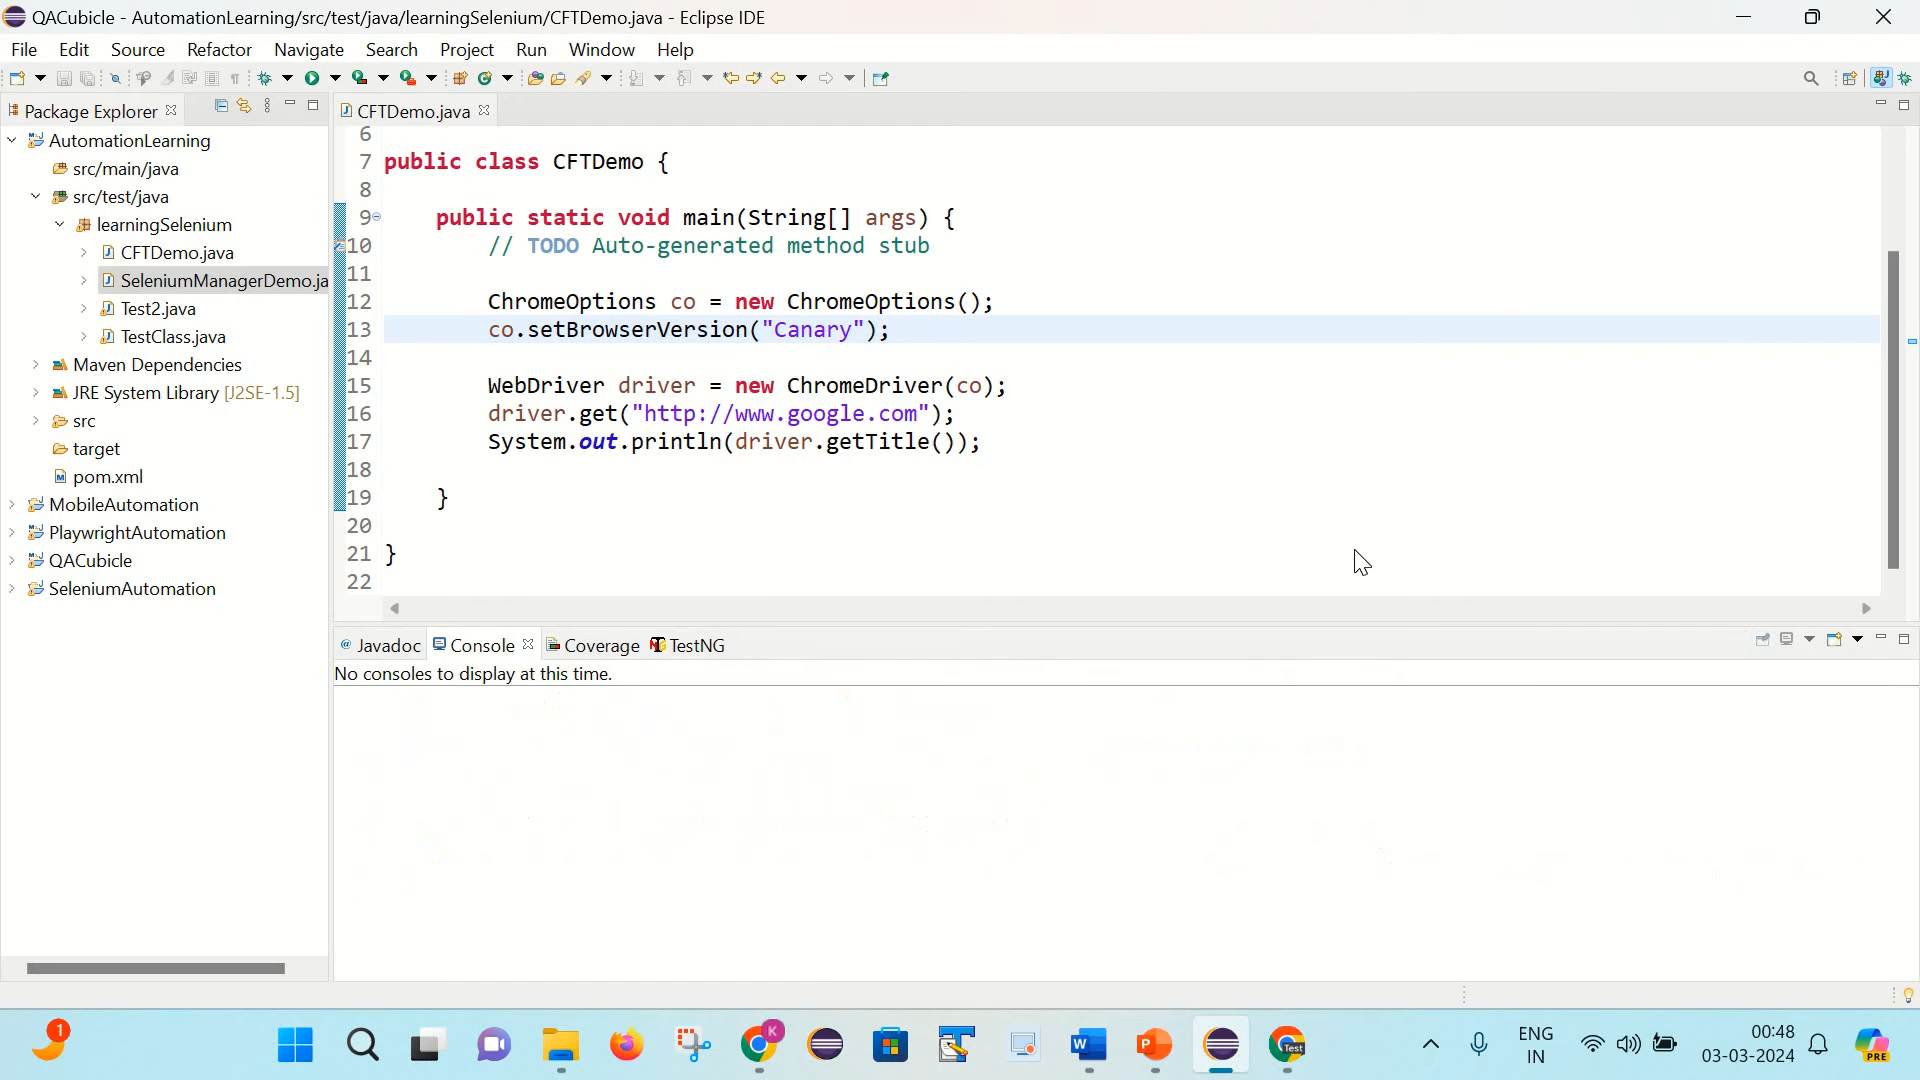 QACubicle - AutomationLearning/src/test/java/learningSelenium/CFTDemo.java - Eclipse IDE
File Edit Source Refactor Navigate Search Project Run Window Help
Package Explorer
AutomationLearning
src/main/java
src/test/java
learningSelenium
CFTDemo.java
SeleniumManagerDemo.ja
Test2.java
TestClass.java
Maven Dependencies
JRE System Library [J2SE-1.5]
src
target
pom.xml
MobileAutomation
PlaywrightAutomation
QACubicle
SeleniumAutomation
CFTDemo.java
6
7 public class CFTDemo {
8
9 public static void main(String[] args) {
10 // TODO Auto-generated method stub
11
12 ChromeOptions co = new ChromeOptions();
13 co.setBrowserVersion("Canary");
14
15 WebDriver driver = new ChromeDriver(co);
16 driver.get("http://www.google.com");
17 System.out.println(driver.getTitle());
18
19 }
20
21 }
22
Javadoc Console Coverage TestNG
No consoles to display at this time.
1
K
W
P
Test
ENG
IN
00:48
03-03-2024
PRE